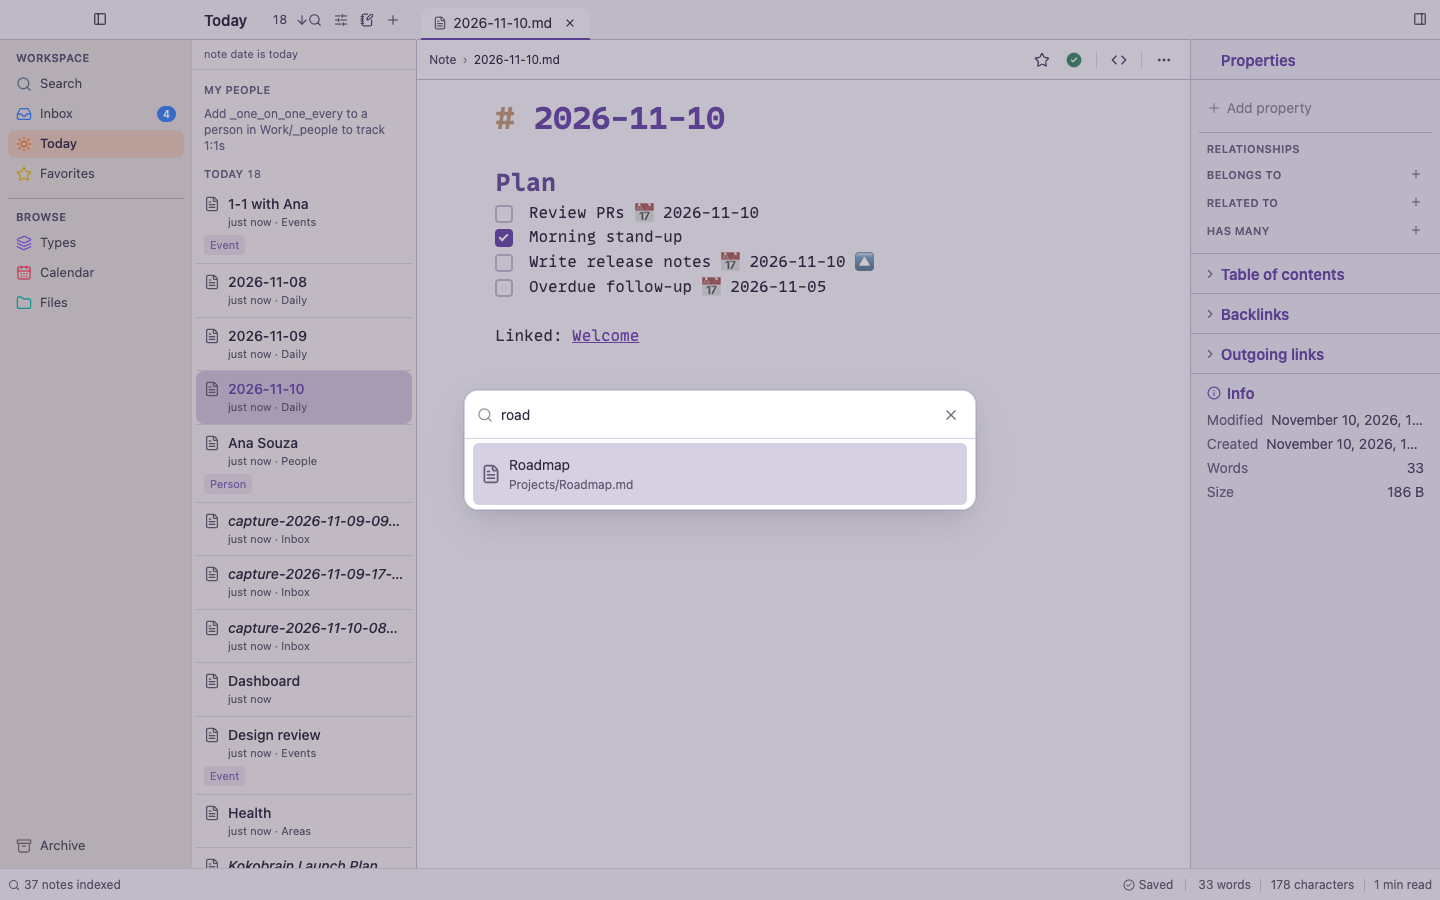 Today 18
2026-11-10.md
WORKSPACE
Search
Inbox 4
Today
Favorites
BROWSE
Types
Calendar
Files
Archive
note date is today
MY PEOPLE
Add _one_on_one_every to a
person in Work/_people to track
1:1s
TODAY 18
1-1 with Ana
just now · Events
Event
2026-11-08
just now · Daily
2026-11-09
just now · Daily
2026-11-10
just now · Daily
Ana Souza
just now · People
Person
capture-2026-11-09-09...
just now · Inbox
capture-2026-11-09-17-...
just now · Inbox
capture-2026-11-10-08...
just now · Inbox
Dashboard
just now
Design review
just now · Events
Event
Health
just now · Areas
Kokobrain Launch Plan
Note › 2026-11-10.md
# 2026-11-10
Plan
Review PRs 📅 2026-11-10
Morning stand-up
Write release notes 📅 2026-11-10 🔼
Overdue follow-up 📅 2026-11-05
Linked: Welcome
road
Roadmap
Projects/Roadmap.md
Properties
+ Add property
RELATIONSHIPS
BELONGS TO +
RELATED TO +
HAS MANY +
Table of contents
Backlinks
Outgoing links
Info
Modified November 10, 2026, 1...
Created November 10, 2026, 1...
Words 33
Size 186 B
37 notes indexed
Saved
33 words
178 characters
1 min read